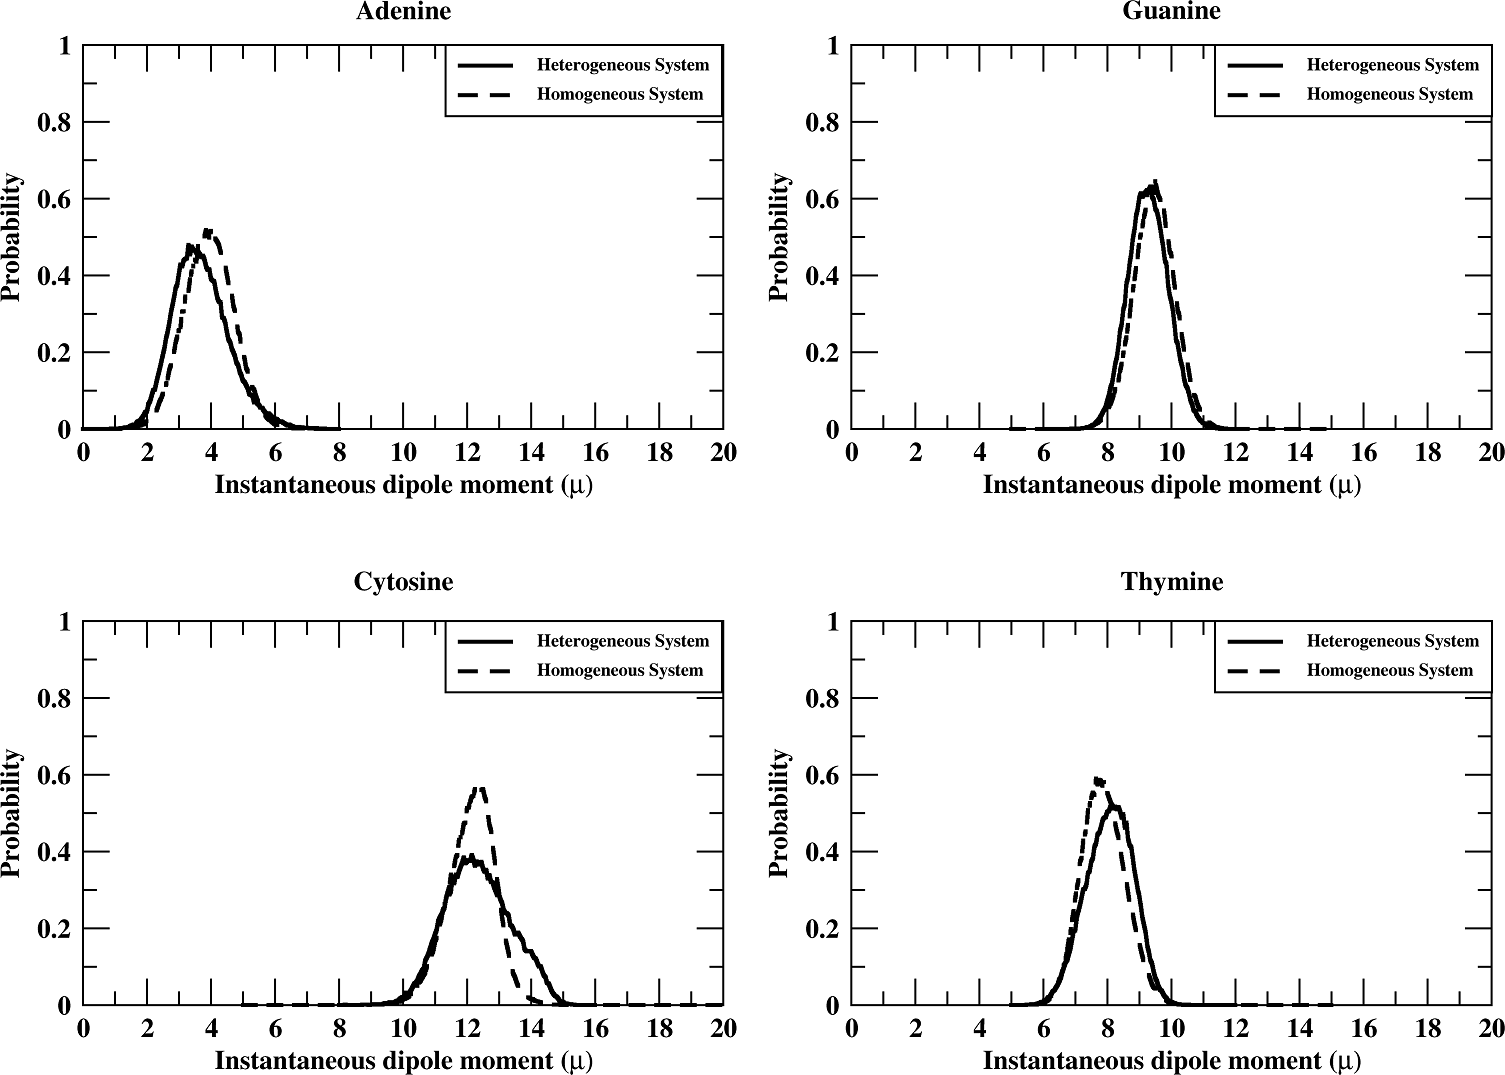 Adenine
Heterogeneous System
Homogeneous System
Probability
1
0.8
0.6
0.4
0.2
0
0 2 4 6 8 10 12 14 16 18 20
Instantaneous dipole moment (μ)
Guanine
Heterogeneous System
Homogeneous System
Probability
1
0.8
0.6
0.4
0.2
0
0 2 4 6 8 10 12 14 16 18 20
Instantaneous dipole moment (μ)
Cytosine
Heterogeneous System
Homogeneous System
Probability
1
0.8
0.6
0.4
0.2
0
0 2 4 6 8 10 12 14 16 18 20
Instantaneous dipole moment (μ)
Thymine
Heterogeneous System
Homogeneous System
Probability
1
0.8
0.6
0.4
0.2
0
0 2 4 6 8 10 12 14 16 18 20
Instantaneous dipole moment (μ)